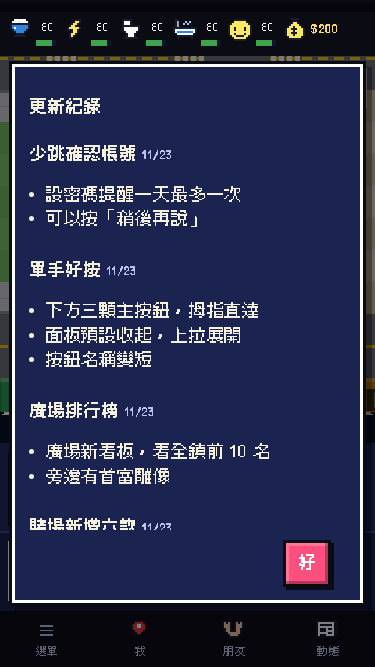 80 80 80 80 80 $200
更新紀錄
少跳確認帳號 11/23
• 設密碼提醒一天最多一次
• 可以按「稍後再說」
單手好按 11/23
• 下方三顆主按鈕，拇指直達
• 面板預設收起，上拉展開
• 按鈕名稱變短
廣場排行榜 11/23
• 廣場新看板，看全鎮前 10 名
• 旁邊有首富雕像
賭場新增六款 11/23
好
選單 我 朋友 動態